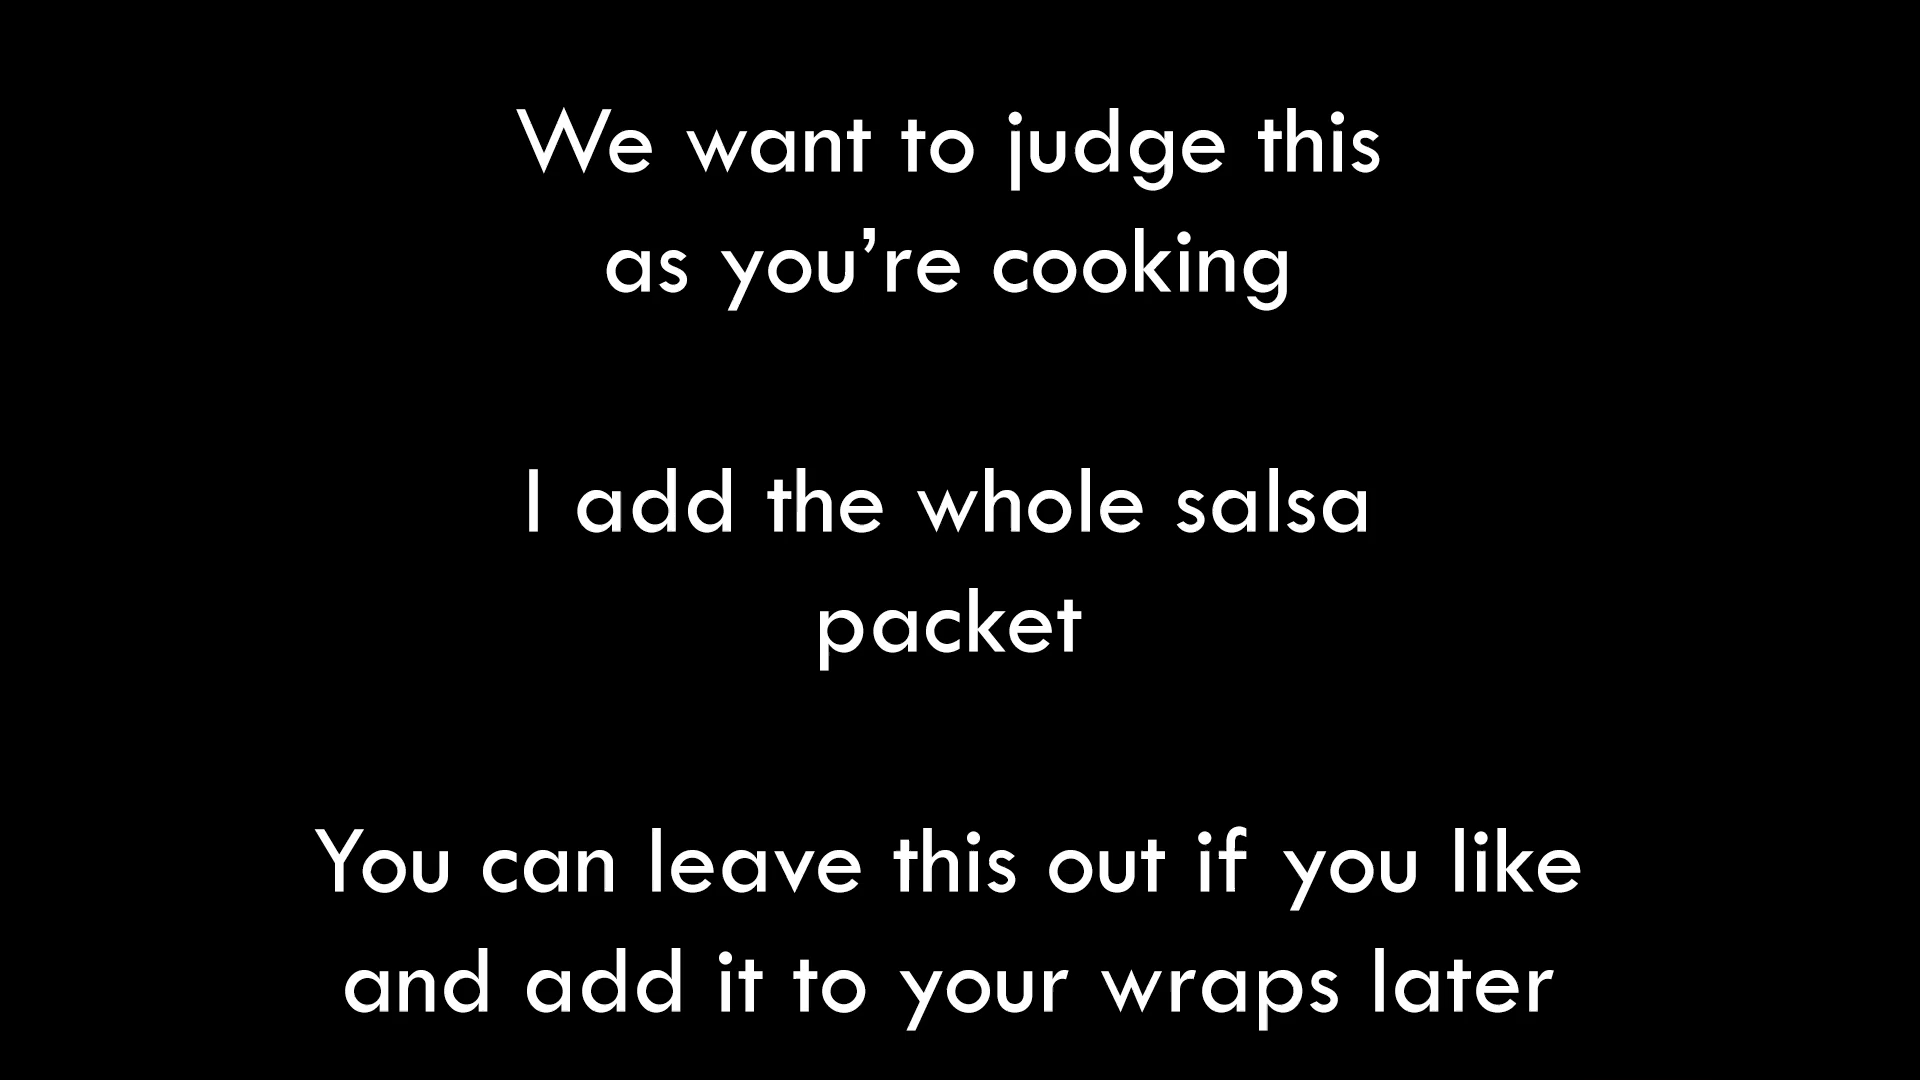 We want to judge this
as you’re cooking
I add the whole salsa
packet
You can leave this out if you like
and add it to your wraps later